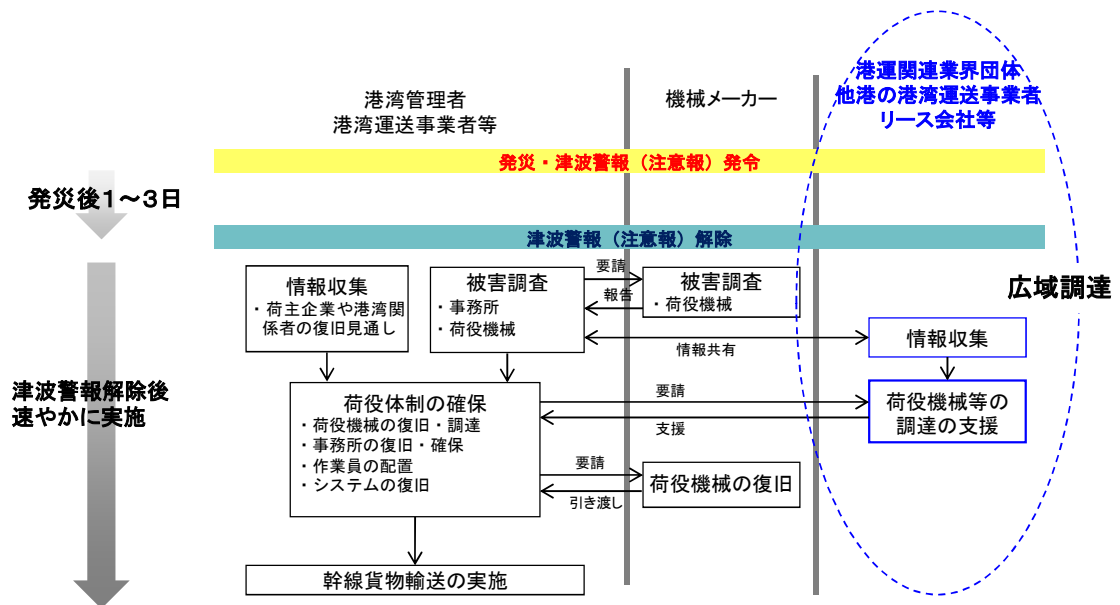 港湾管理者
港湾運送事業者等
機械メーカー
港運関連業界団体
他港の港湾運送事業者
リース会社等
発災・津波警報（注意報）発令
発災後１～３日
津波警報（注意報）解除
情報収集
・荷主企業や港湾関
係者の復旧見通し
被害調査
・事務所
・荷役機械
要請
報告
被害調査
・荷役機械
広域調達
情報共有
情報収集
津波警報解除後
速やかに実施
荷役体制の確保
・荷役機械の復旧・調達
・事務所の復旧・確保
・作業員の配置
・システムの復旧
要請
支援
荷役機械等の
調達の支援
要請
引き渡し
荷役機械の復旧
幹線貨物輸送の実施